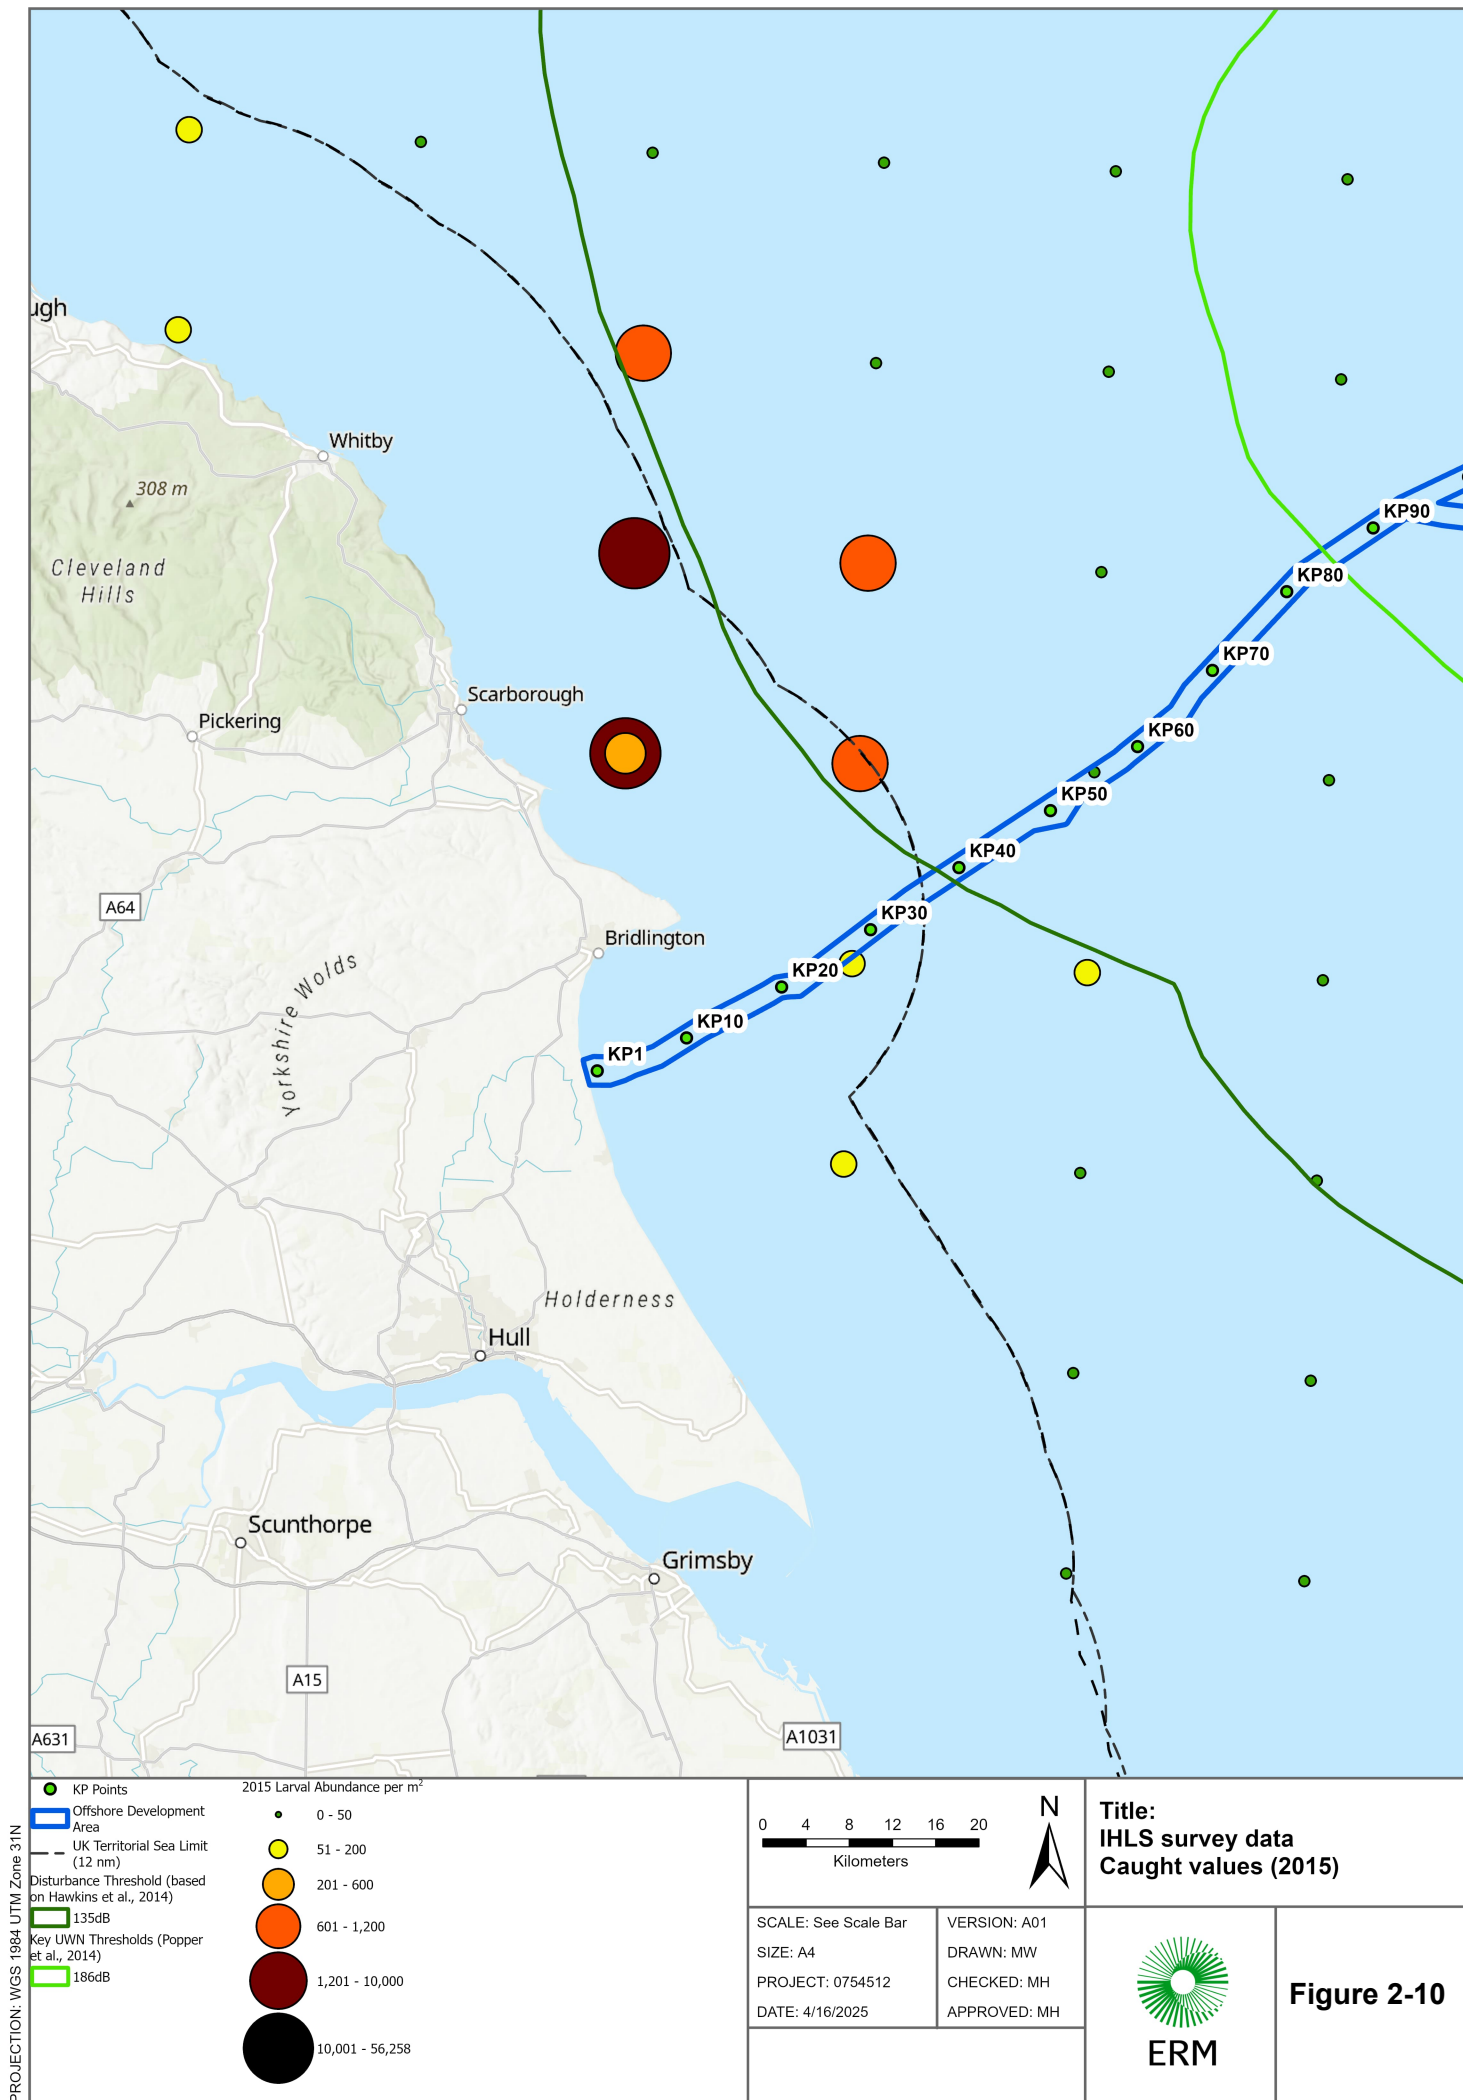 ugh
Whitby
308 m
Cleveland
Hills
Scarborough
Pickering
A64
Bridlington
Yorkshire Wolds
KP90
KP80
KP70
KP60
KP50
KP40
KP30
KP20
KP10
KP1
Holderness
Hull
Scunthorpe
Grimsby
A15
A631
A1031
PROJECTION: WGS 1984 UTM Zone 31N
KP Points
Offshore Development
Area
UK Territorial Sea Limit
(12 nm)
Disturbance Threshold (based
on Hawkins et al., 2014)
135dB
Key UWN Thresholds (Popper
et al., 2014)
186dB
2015 Larval Abundance per m²
0 - 50
51 - 200
201 - 600
601 - 1,200
1,201 - 10,000
10,001 - 56,258
0 4 8 12 16 20
Kilometers
N
SCALE: See Scale Bar
SIZE: A4
PROJECT: 0754512
DATE: 4/16/2025
VERSION: A01
DRAWN: MW
CHECKED: MH
APPROVED: MH
Title:
IHLS survey data
Caught values (2015)
ERM
Figure 2-10